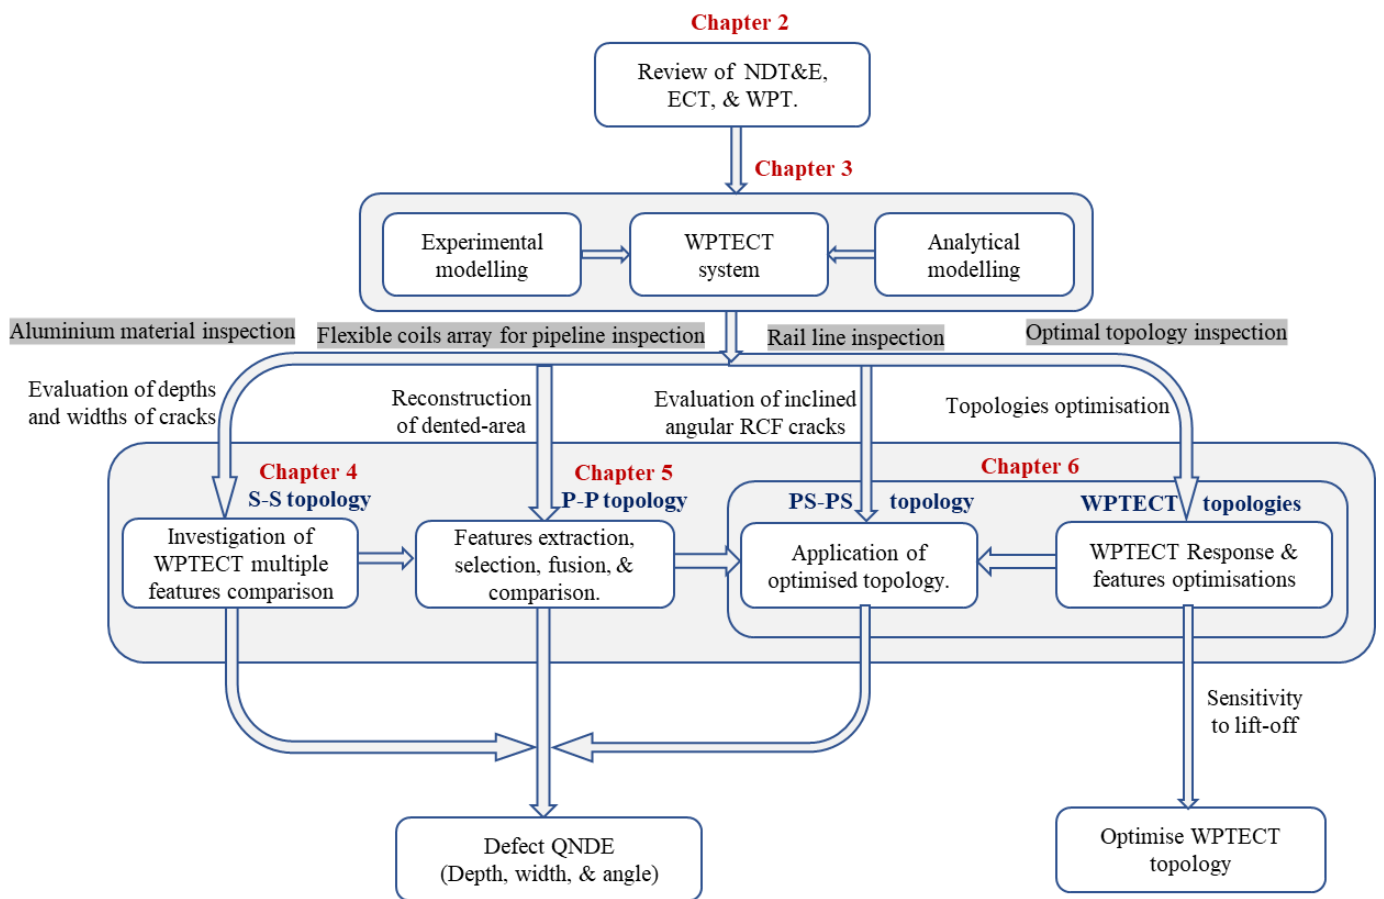 Chapter 2
Review of NDT&E,
ECT, & WPT.
Chapter 3
Experimental
modelling
WPTECT
system
Analytical
modelling
Aluminium material inspection
Flexible coils array for pipeline inspection
Rail line inspection
Optimal topology inspection
Evaluation of depths
and widths of cracks
Reconstruction
of dented-area
Evaluation of inclined
angular RCF cracks
Topologies optimisation
Chapter 4
S-S topology
Chapter 5
P-P topology
Chapter 6
PS-PS topology
WPTECT topologies
Investigation of
WPTECT multiple
features comparison
Features extraction,
selection, fusion, &
comparison.
Application of
optimised topology.
WPTECT Response &
features optimisations
Sensitivity
to lift-off
Defect QNDE
(Depth, width, & angle)
Optimise WPTECT
topology